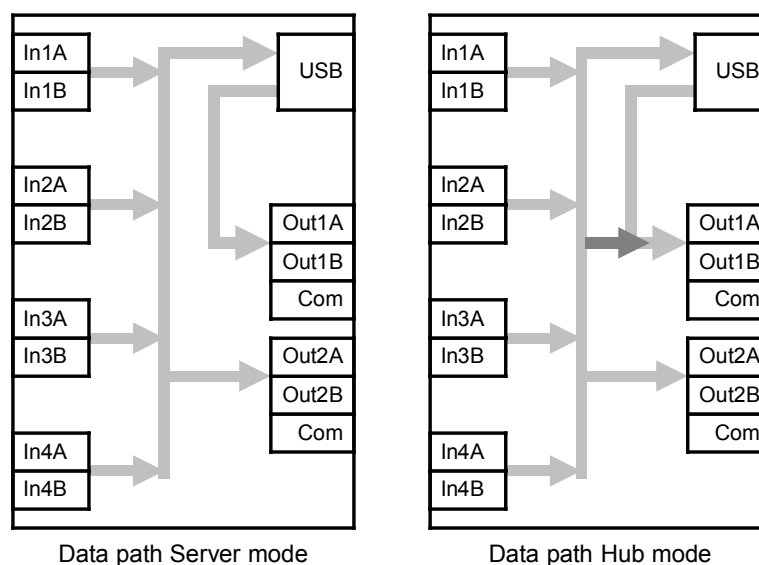 In1A
In1B
USB
In2A
In2B
Out1A
Out1B
Com
In3A
In3B
Out2A
Out2B
Com
In4A
In4B
Data path Server mode
In1A
In1B
USB
In2A
In2B
Out1A
Out1B
Com
In3A
In3B
Out2A
Out2B
Com
In4A
In4B
Data path Hub mode